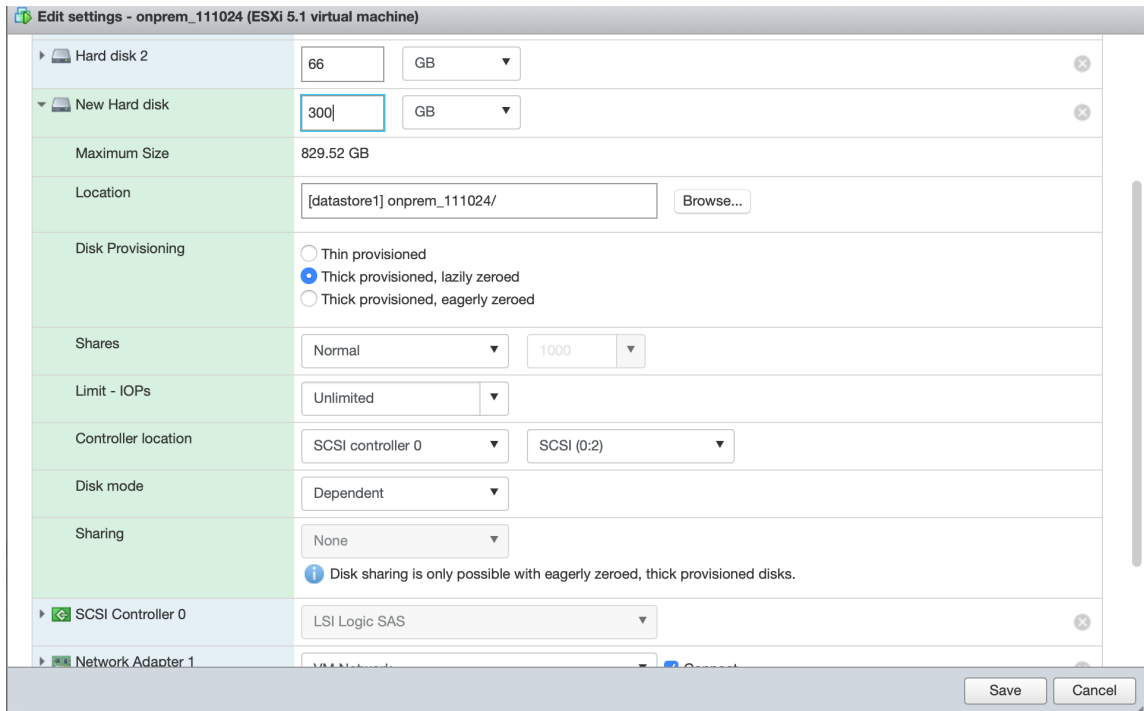 Edit settings - onprem_111024 (ESXi 5.1 virtual machine)
Hard disk 2 66 GB
New Hard disk 300 GB
Maximum Size 829.52 GB
Location [datastore1] onprem_111024/ Browse...
Disk Provisioning Thin provisioned
Thick provisioned, lazily zeroed
Thick provisioned, eagerly zeroed
Shares Normal 1000
Limit - IOPs Unlimited
Controller location SCSI controller 0 SCSI (0:2)
Disk mode Dependent
Sharing None
Disk sharing is only possible with eagerly zeroed, thick provisioned disks.
SCSI Controller 0 LSI Logic SAS
Network Adapter 1 VM Network Connect
Save Cancel